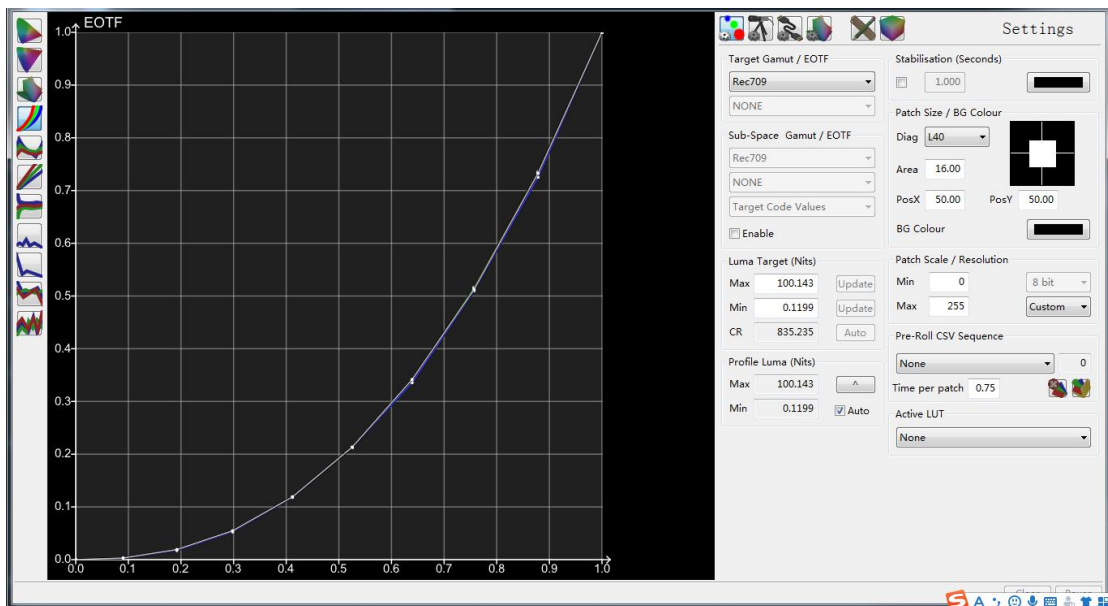 EOTF
1.0
0.9
0.8
0.7
0.6
0.5
0.4
0.3
0.2
0.1
0.0
0.0 0.1 0.2 0.3 0.4 0.5 0.6 0.7 0.8 0.9 1.0
Settings
Target Gamut / EOTF
Rec709
NONE
Sub-Space Gamut / EOTF
Rec709
NONE
Target Code Values
Enable
Luma Target (Nits)
Max 100.143 Update
Min 0.1199 Update
CR 835.235 Auto
Profile Luma (Nits)
Max 100.143 ^
Min 0.1199 Auto
Stabilisation (Seconds)
1.000
Patch Size / BG Colour
Diag L40
Area 16.00
PosX 50.00 PosY 50.00
BG Colour
Patch Scale / Resolution
Min 0 8 bit
Max 255 Custom
Pre-Roll CSV Sequence
None 0
Time per patch 0.75
Active LUT
None
Clear
S A